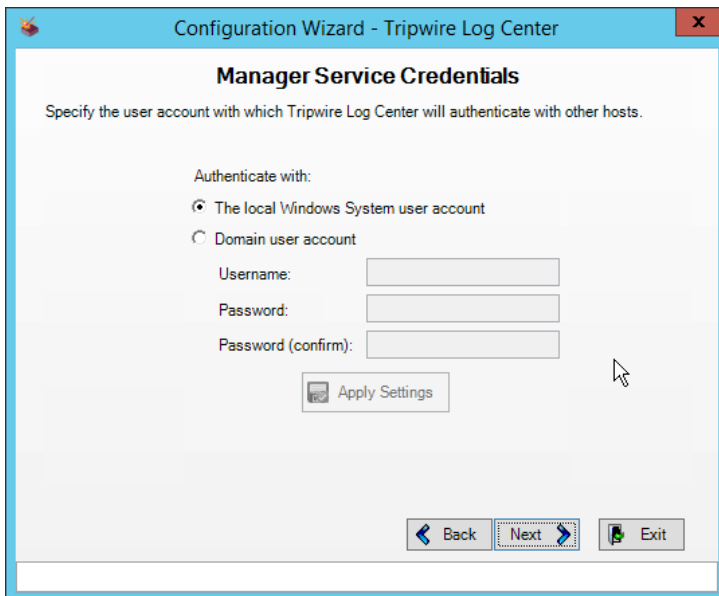 Configuration Wizard - Tripwire Log Center
x
Manager Service Credentials
Specify the user account with which Tripwire Log Center will authenticate with other hosts.
Authenticate with:
The local Windows System user account
Domain user account
Username:
Password:
Password (confirm):
Apply Settings
Back Next Exit